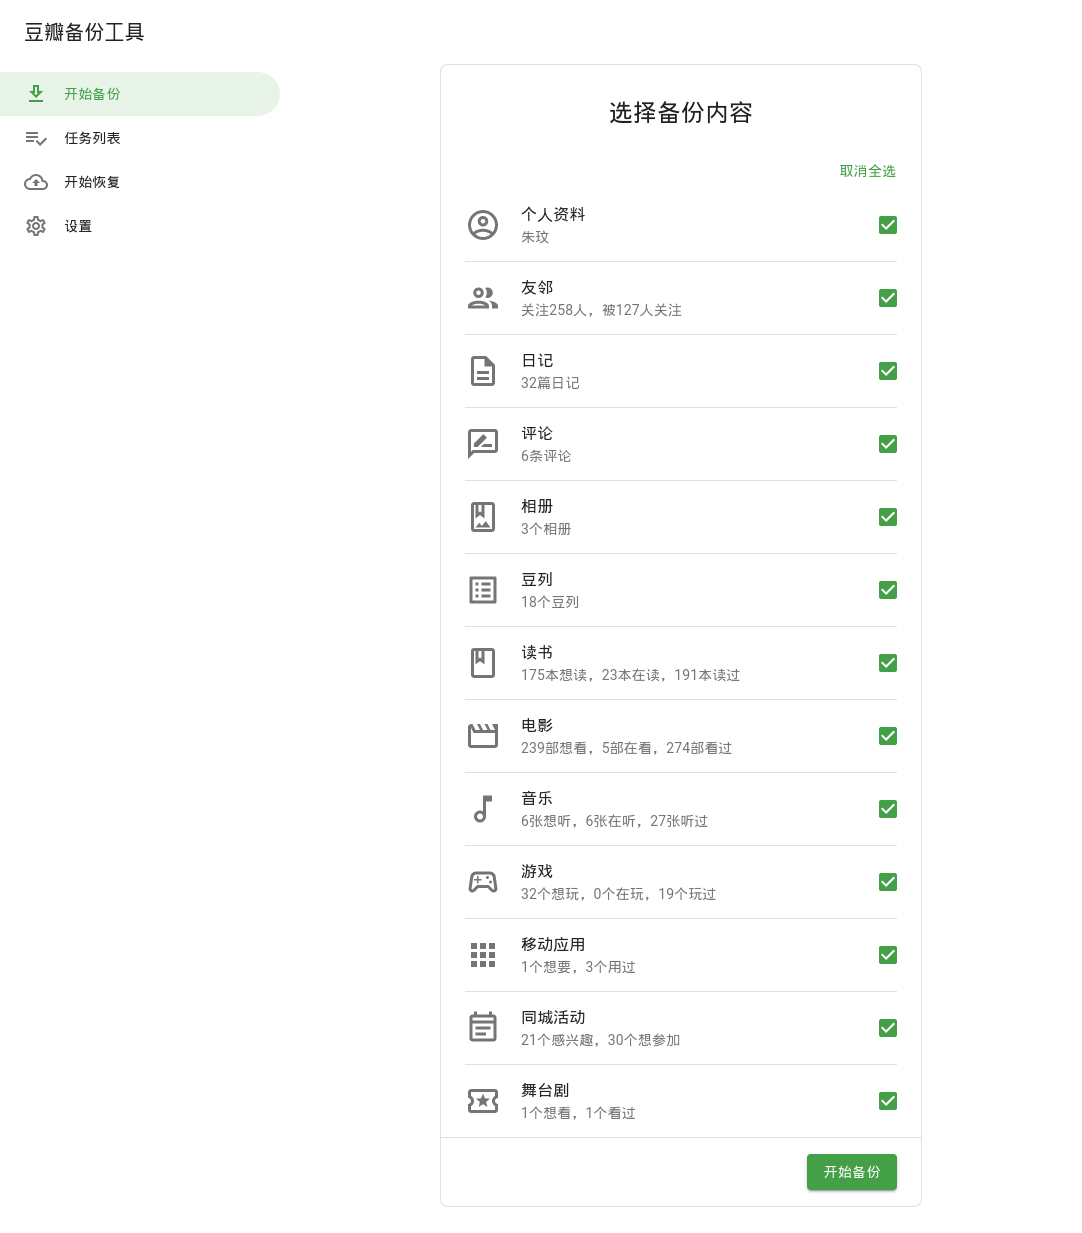 豆瓣备份工具
开始备份
任务列表
开始恢复
设置
选择备份内容
取消全选
个人资料
朱玟
友邻
关注258人，被127人关注
日记
32篇日记
评论
6条评论
相册
3个相册
豆列
18个豆列
读书
175本想读，23本在读，191本读过
电影
239部想看，5部在看，274部看过
音乐
6张想听，6张在听，27张听过
游戏
32个想玩，0个在玩，19个玩过
移动应用
1个想要，3个用过
同城活动
21个感兴趣，30个想参加
舞台剧
1个想看，1个看过
开始备份